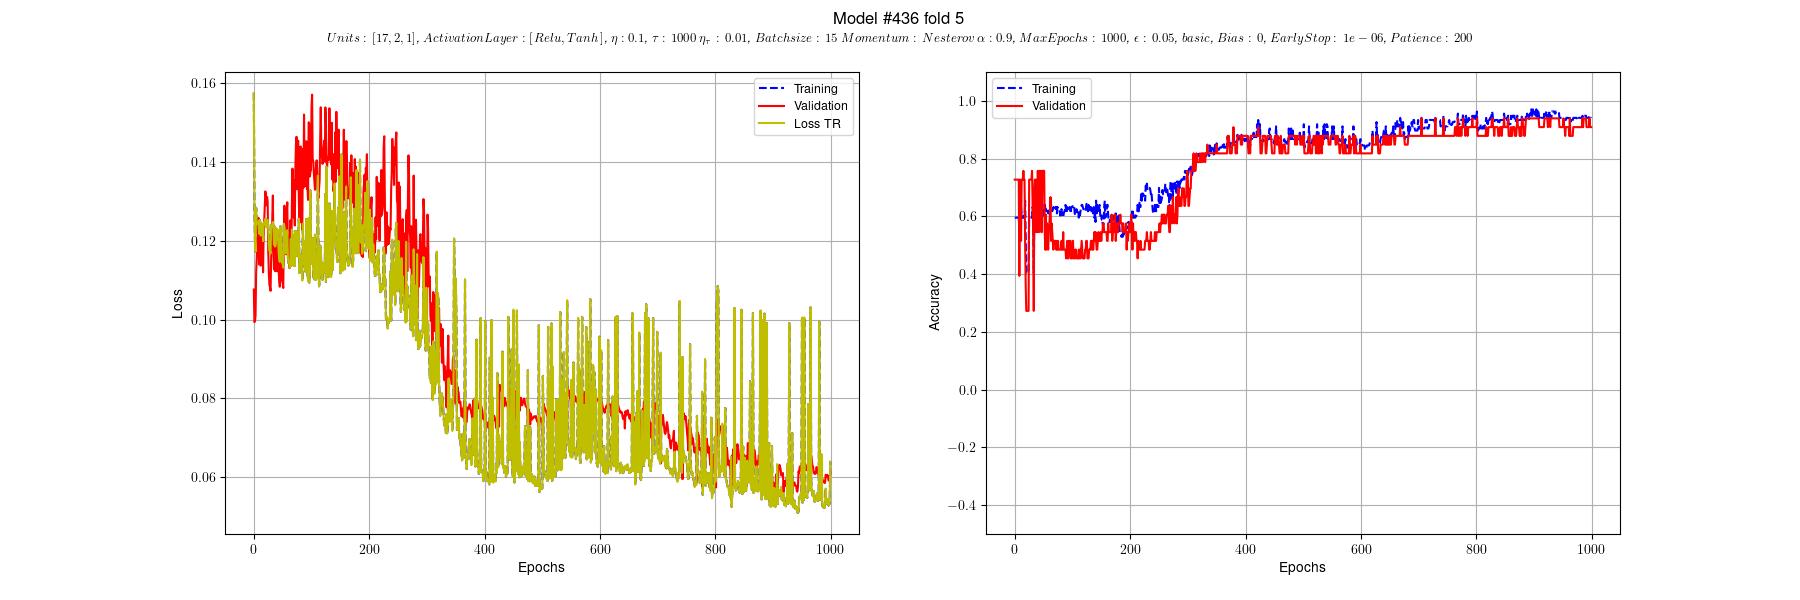 Model #436 fold 5
Units : [17, 2, 1], ActivationLayer : [Relu, Tanh], η : 0.1, τ : 1000 ητ : 0.01, Batchsize : 15 Momentum : Nesterov α : 0.9, MaxEpochs : 1000, ϵ : 0.05, basic, Bias : 0, EarlyStop : 1e − 06, Patience : 200
0.16
0.14
0.12
0.10
0.08
0.06
Loss
0 200 400 600 800 1000
Epochs
Training
Validation
Loss TR
1.0
0.8
0.6
0.4
0.2
0.0
−0.2
−0.4
Accuracy
0 200 400 600 800 1000
Epochs
Training
Validation